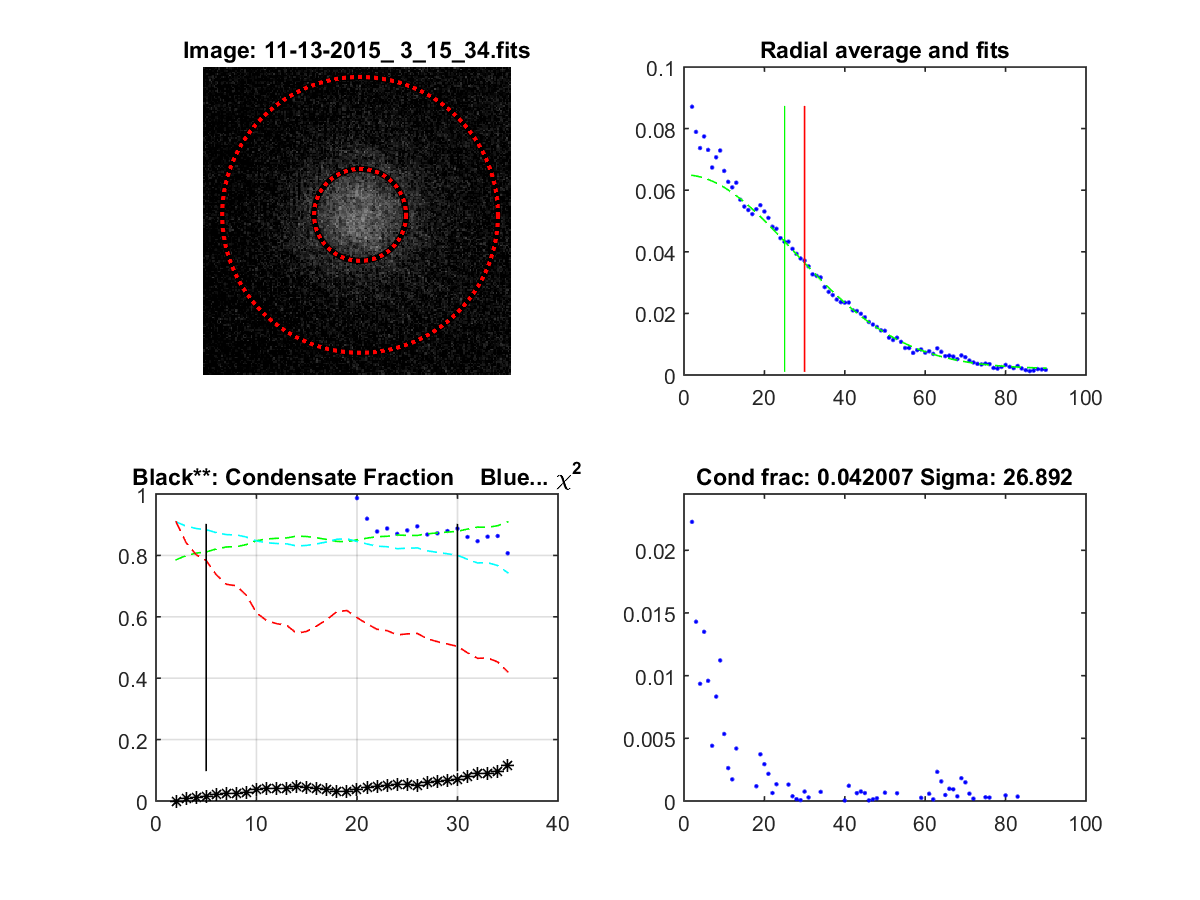 Image: 11-13-2015_ 3_15_34.fits
Radial average and fits
0.1
0.08
0.06
0.04
0.02
0
0 20 40 60 80 100
Black**: Condensate Fraction Blue... χ²
1
0.8
0.6
0.4
0.2
0
0 10 20 30 40
Cond frac: 0.042007 Sigma: 26.892
0.02
0.015
0.01
0.005
0
0 20 40 60 80 100